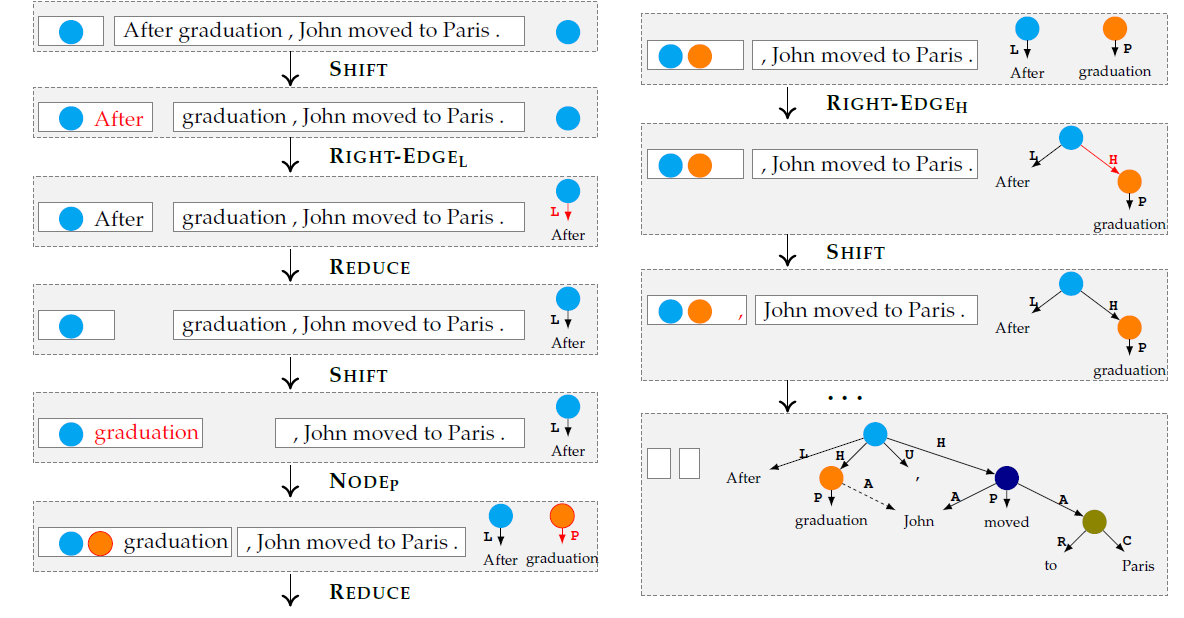 After graduation , John moved to Paris .
SHIFT
After
graduation , John moved to Paris .
RIGHT-EDGEL
After
graduation , John moved to Paris .
L
After
REDUCE
graduation , John moved to Paris .
L
After
SHIFT
graduation
, John moved to Paris .
L
After
NODEP
graduation
, John moved to Paris .
L
P
After
graduation
REDUCE
, John moved to Paris .
L
P
After
graduation
RIGHT-EDGEH
, John moved to Paris .
L
H
After
P
graduation
SHIFT
,
John moved to Paris .
L
H
After
P
graduation
. . .
L
H
U
H
After
,
P
A
A
P
A
graduation
John
moved
R
C
to
Paris